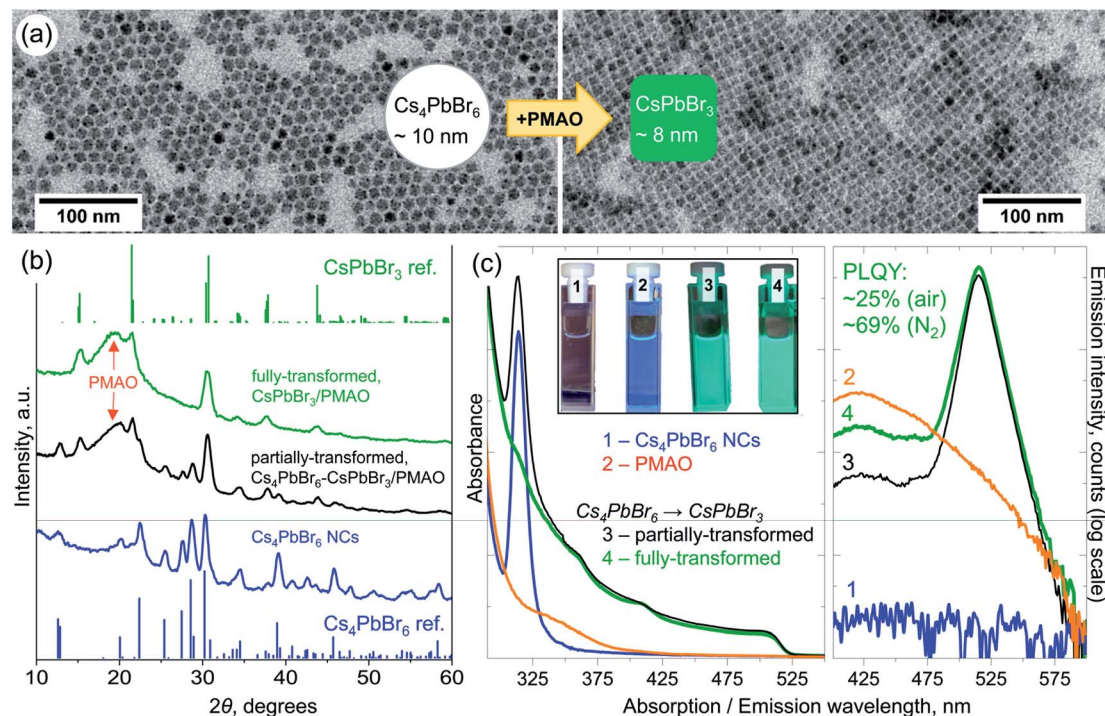 (a)
Cs₄PbBr₆
~ 10 nm
+PMAO
CsPbBr₃
~ 8 nm
100 nm
100 nm
(b)
CsPbBr₃ ref.
PMAO
fully-transformed,
CsPbBr₃/PMAO
partially-transformed,
Cs₄PbBr₆-CsPbBr₃/PMAO
Cs₄PbBr₆ NCs
Cs₄PbBr₆ ref.
Intensity, a.u.
10 20 30 40 50 60
2θ, degrees
(c)
1 2 3 4
1 – Cs₄PbBr₆ NCs
2 – PMAO
Cs₄PbBr₆ → CsPbBr₃
3 – partially-transformed
4 – fully-transformed
Absorbance
325 375 425 475 525
PLQY:
~25% (air)
~69% (N₂)
2
4
3
1
425 475 525 575
Emission intensity, counts (log scale)
Absorption / Emission wavelength, nm